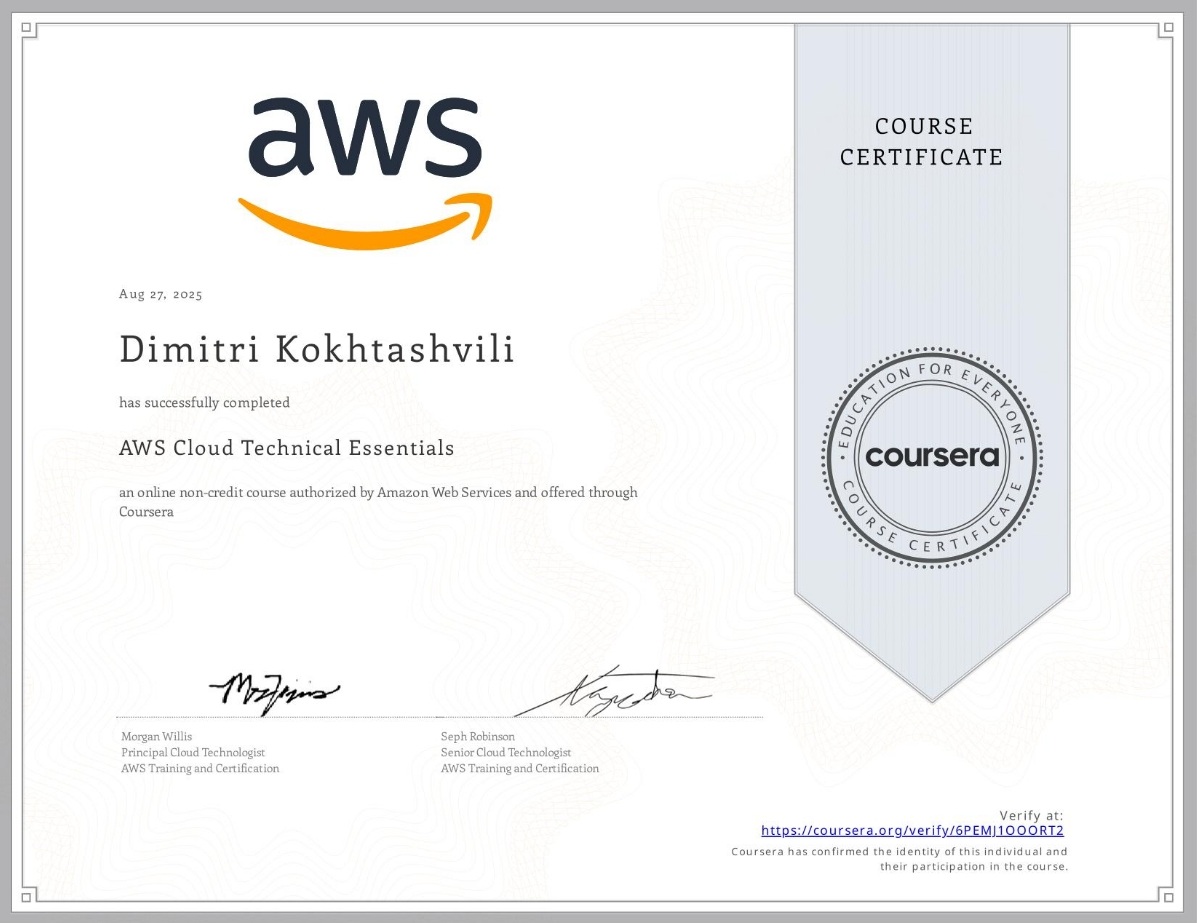 aws
COURSE
CERTIFICATE
Aug 27, 2025
Dimitri Kokhtashvili
has successfully completed
AWS Cloud Technical Essentials
an online non-credit course authorized by Amazon Web Services and offered through
Coursera
EDUCATION FOR EVERYONE
coursera
COURSE CERTIFICATE
Morgan Willis
Principal Cloud Technologist
AWS Training and Certification
Seph Robinson
Senior Cloud Technologist
AWS Training and Certification
Verify at:
https://coursera.org/verify/6PEMJ1OOORT2
Coursera has confirmed the identity of this individual and
their participation in the course.